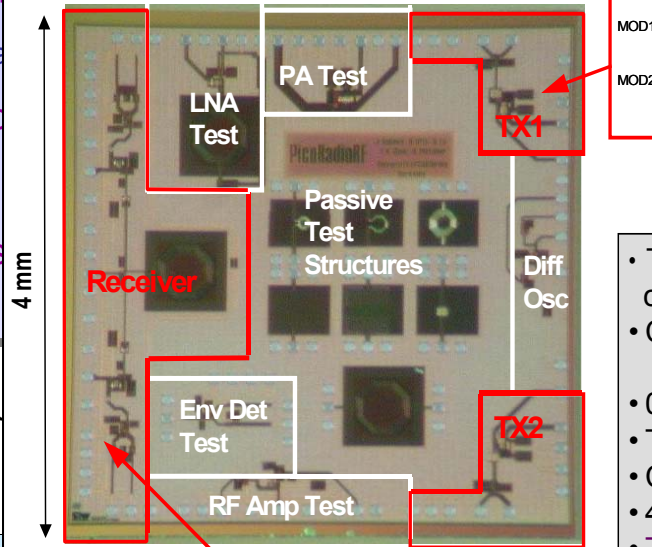 MOD1
MOD2
PA Test
LNA
Test
TX1
PicoRadioRF
Passive
Test
Structures
Receiver
Diff
Osc
4 mm
Env Det
Test
TX2
RF Amp Test